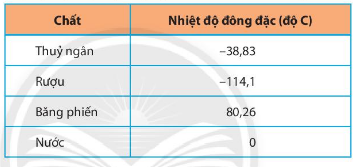 Chất Nhiệt độ đông đặc (độ C)
Thuỷ ngân –38,83
Rượu –114,1
Băng phiến 80,26
Nước 0